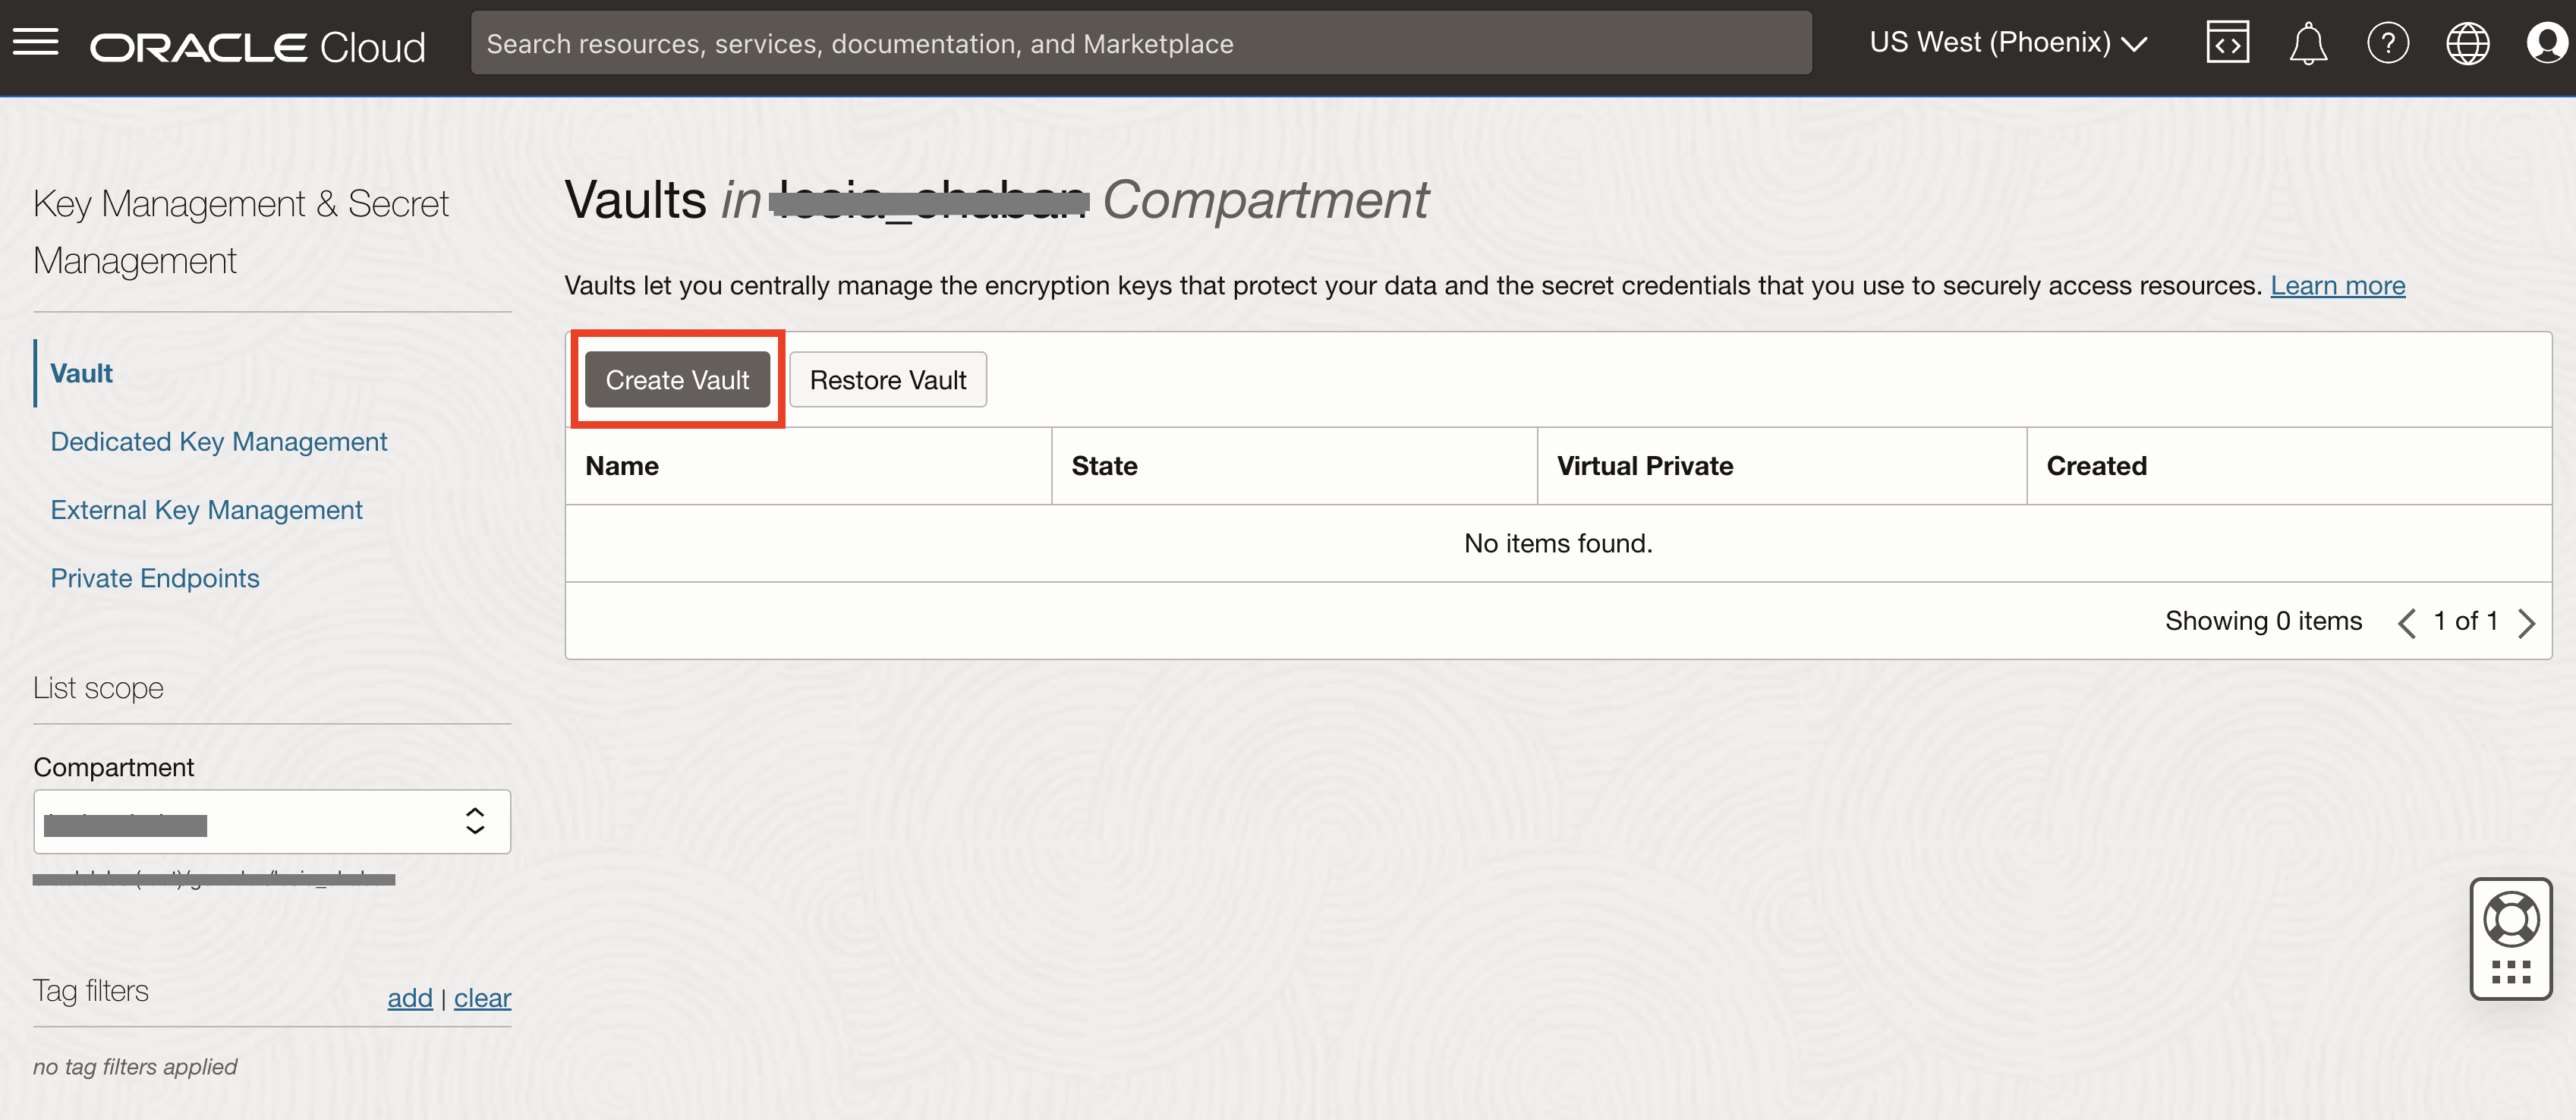 ORACLE Cloud
Search resources, services, documentation, and Marketplace
US West (Phoenix)
Key Management & Secret
Management
Vault
Dedicated Key Management
External Key Management
Private Endpoints
List scope
Compartment
Tag filters
add | clear
no tag filters applied
Vaults in Compartment
Vaults let you centrally manage the encryption keys that protect your data and the secret credentials that you use to securely access resources. Learn more
Create Vault
Restore Vault
Name State Virtual Private Created
No items found.
Showing 0 items 1 of 1